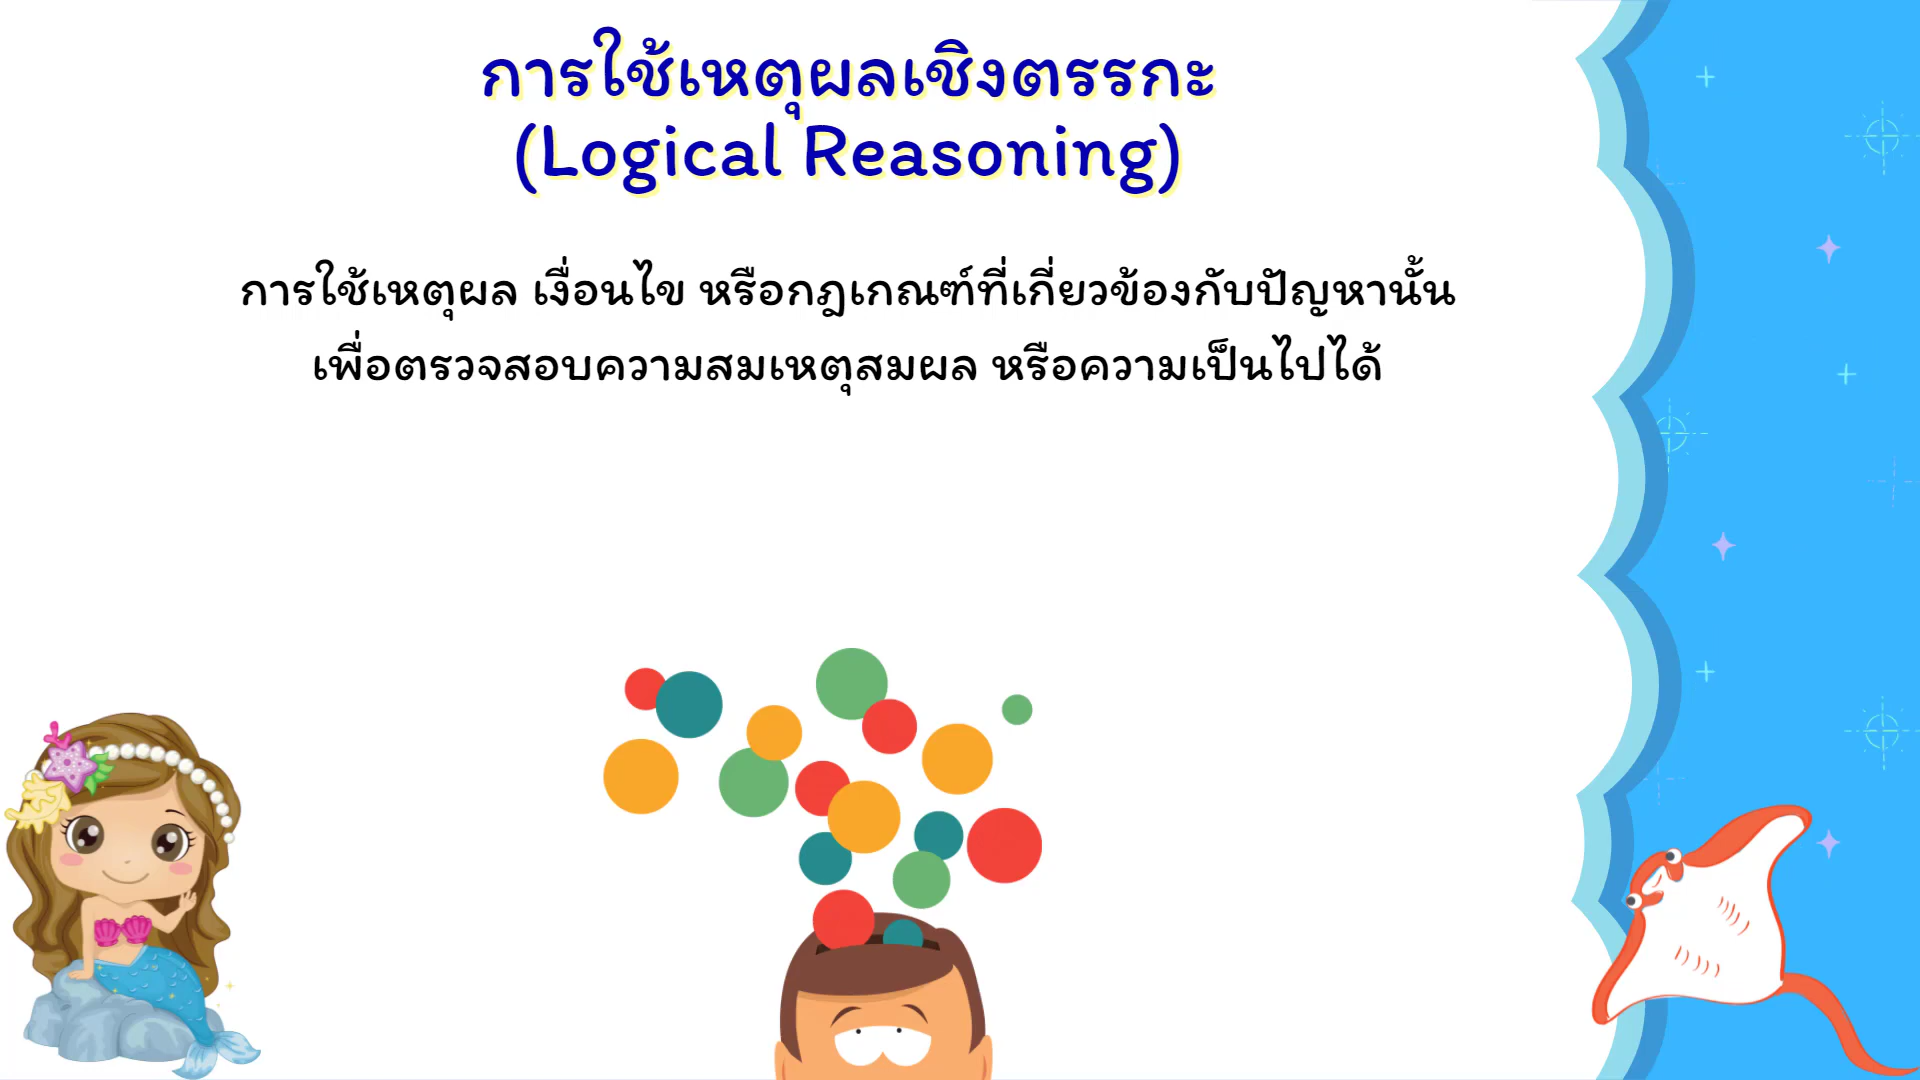 การใช้เหตุผลเชิงตรรกะ
(Logical Reasoning)
การใช้เหตุผล เงื่อนไข หรือกฎเกณฑ์ที่เกี่ยวข้องกับปัญหานั้น
เพื่อตรวจสอบความสมเหตุสมผล หรือความเป็นไปได้